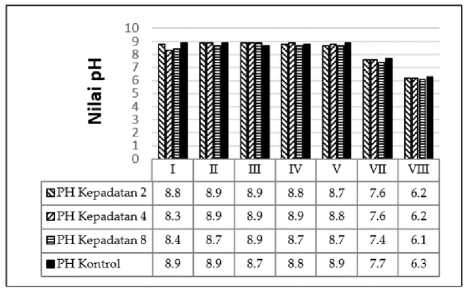 Nilai pH
10
9
8
7
6
5
4
3
2
1
0
I II III IV V VII VIII
PH Kepadatan 2 8.8 8.9 8.9 8.8 8.7 7.6 6.2
PH Kepadatan 4 8.3 8.9 8.9 8.9 8.8 7.6 6.2
PH Kepadatan 8 8.4 8.7 8.9 8.7 8.7 7.4 6.1
PH Kontrol 8.9 8.9 8.7 8.8 8.9 7.7 6.3